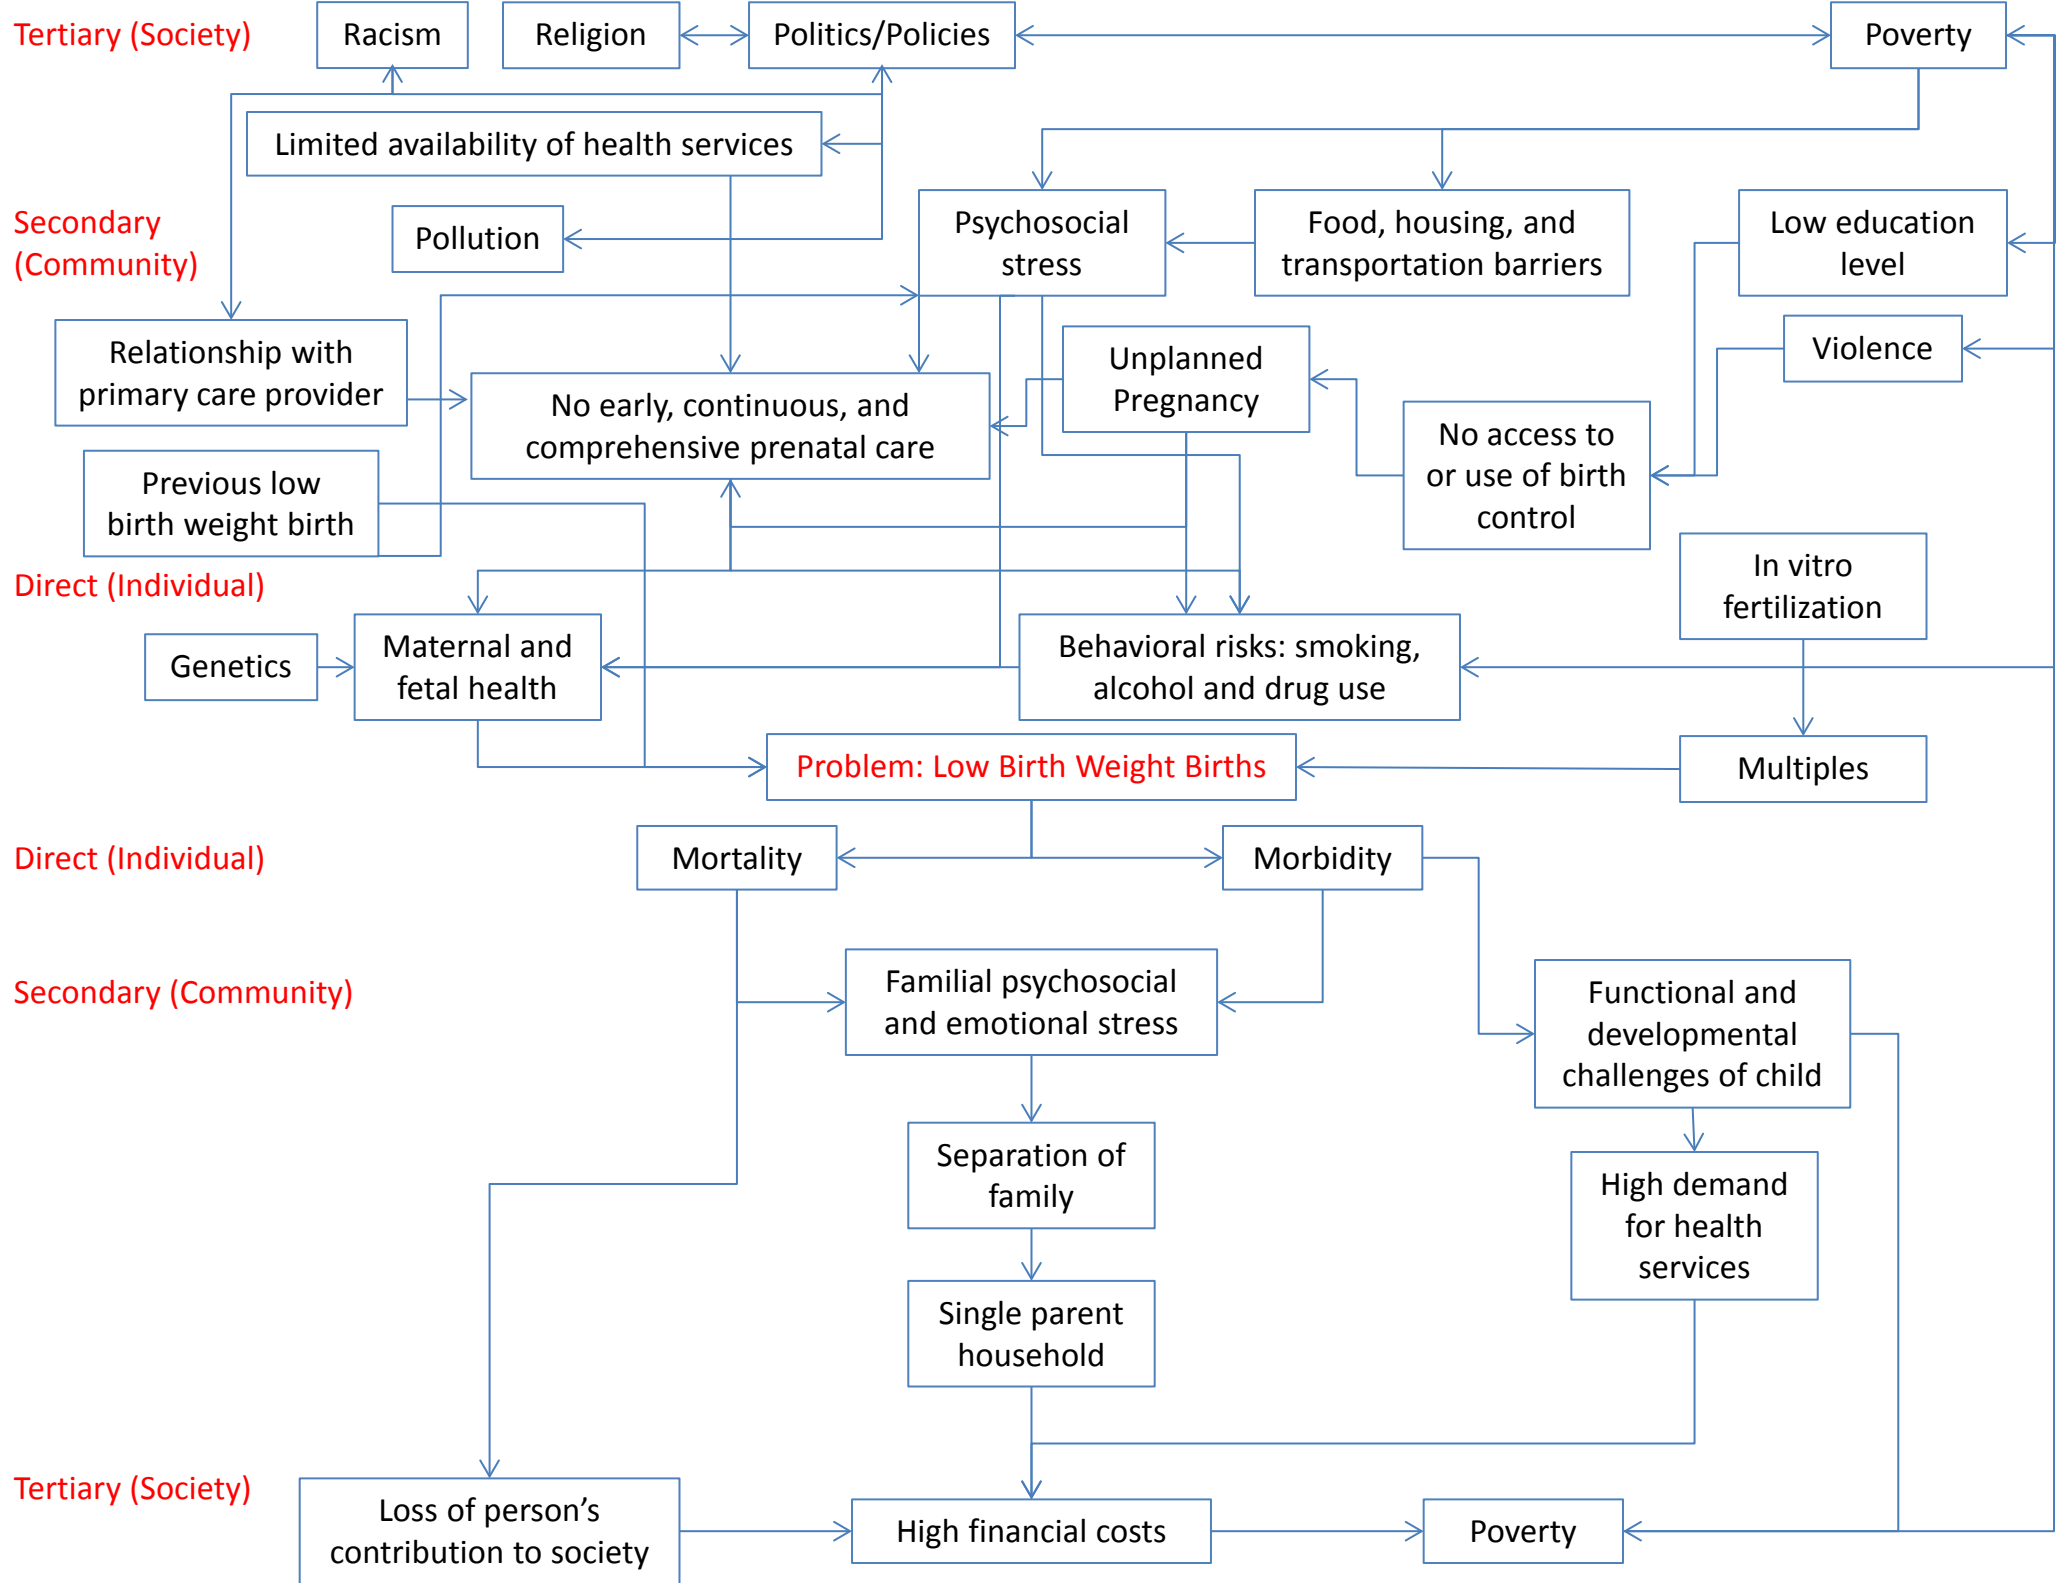 Tertiary (Society)
Racism
Religion
Politics/Policies
Poverty
Limited availability of health services
Secondary
(Community)
Pollution
Psychosocial
stress
Food, housing, and
transportation barriers
Low education
level
Relationship with
primary care provider
No early, continuous, and
comprehensive prenatal care
Unplanned
Pregnancy
Violence
No access to
or use of birth
control
Previous low
birth weight birth
Direct (Individual)
In vitro
fertilization
Genetics
Maternal and
fetal health
Behavioral risks: smoking,
alcohol and drug use
Problem: Low Birth Weight Births
Multiples
Direct (Individual)
Mortality
Morbidity
Secondary (Community)
Familial psychosocial
and emotional stress
Functional and
developmental
challenges of child
Separation of
family
High demand
for health
services
Single parent
household
Tertiary (Society)
Loss of person’s
contribution to society
High financial costs
Poverty